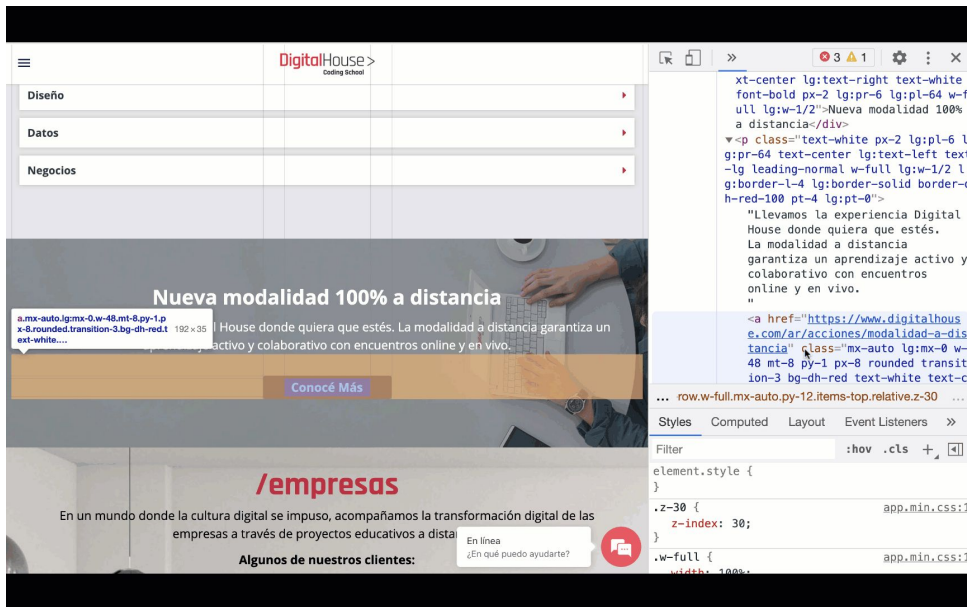 DigitalHouse>
Coding School
Diseño
Datos
Negocios
Nueva modalidad 100% a distancia
l House donde quiera que estés. La modalidad a distancia garantiza un
activo y colaborativo con encuentros online y en vivo.
a.mx-auto.lg:mx-0.w-48.mt-8.py-1.p
x-8.rounded.transition-3.bg-dh-red.t
ext-white....
192 × 35
Conocé Más
/empresas
En un mundo donde la cultura digital se impuso, acompañamos la transformación digital de las
empresas a través de proyectos educativos a dista
Algunos de nuestros clientes:
En línea
¿En qué puedo ayudarte?
»
3 1
xt-center lg:text-right text-white
font-bold px-2 lg:pr-6 lg:pl-64 w-f
ull lg:w-1/2">Nueva modalidad 100%
a distancia</div>
▼<p class="text-white px-2 lg:pl-6 l
g:pr-64 text-center lg:text-left text
-lg leading-normal w-full lg:w-1/2 l
g:border-l-4 lg:border-solid border-d
h-red-100 pt-4 lg:pt-0">
"Llevamos la experiencia Digital
House donde quiera que estés.
La modalidad a distancia
garantiza un aprendizaje activo y
colaborativo con encuentros
online y en vivo.
"
<a href="https://www.digitalhous
e.com/ar/acciones/modalidad-a-dis
tancia" class="mx-auto lg:mx-0 w-
48 mt-8 py-1 px-8 rounded transit
ion-3 bg-dh-red text-white text-c
... row.w-full.mx-auto.py-12.items-top.relative.z-30 ...
Styles Computed Layout Event Listeners »
Filter :hov .cls +
element.style {
}
.z-30 { app.min.css:1
z-index: 30;
}
.w-full { app.min.css:1
width: 100%;